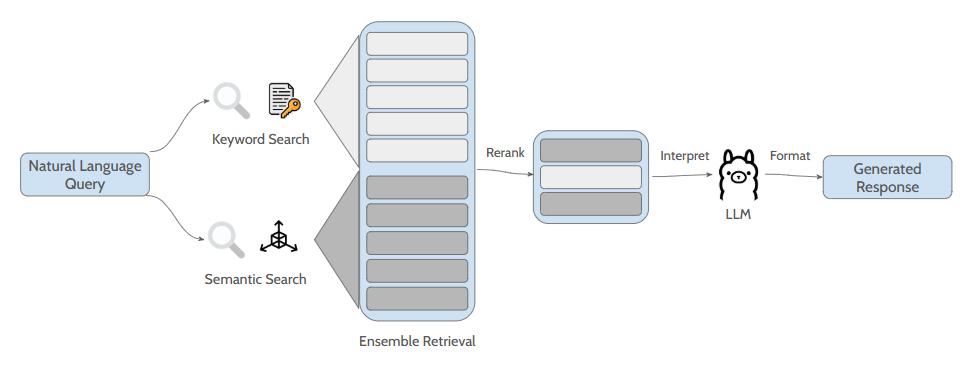 Natural Language
Query
Keyword Search
Semantic Search
Ensemble Retrieval
Rerank
Interpret
LLM
Format
Generated
Response